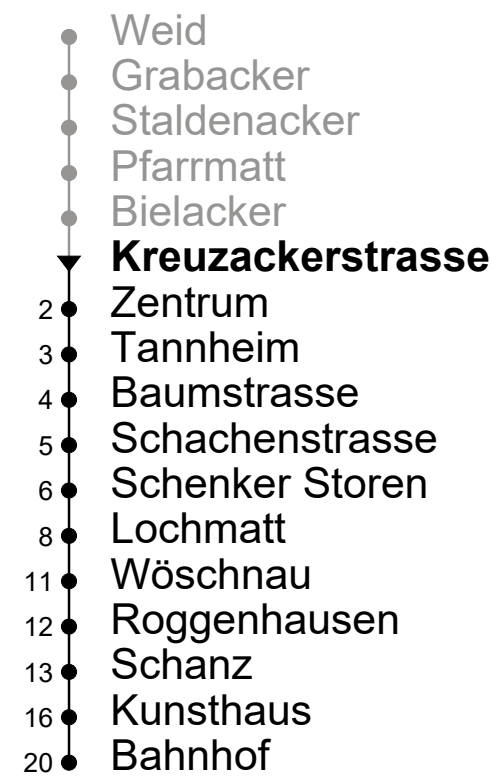 Weid
Grabacker
Staldenacker
Pfarrmatt
Bielacker
Kreuzackerstrasse
2 Zentrum
3 Tannheim
4 Baumstrasse
5 Schachenstrasse
6 Schenker Storen
8 Lochmatt
11 Wöschnau
12 Roggenhausen
13 Schanz
16 Kunsthaus
20 Bahnhof